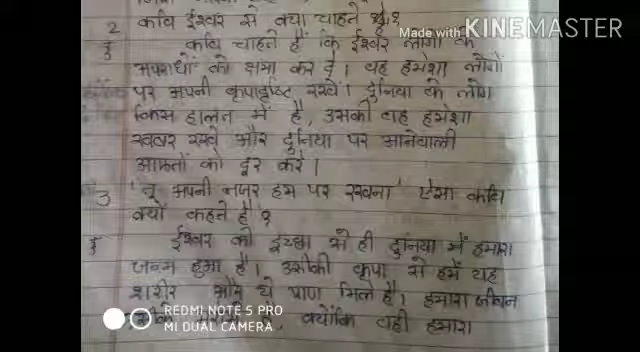 2 कवि ईश्वर से क्या चाहते है?
Made with KINEMASTER
उ कवि चाहते हैं कि ईश्वर लोगों के
अपराधों को क्षमा कर दे। वह हमेशा लोगों
पर अपनी कृपादृष्टि रखे। दुनिया के लोग
किस हालत में है, उसकी वह हमेशा
खबर रखे और दुनिया पर आनेवाली
आफतों को दूर करे।
3 'तू अपनी नजर हम पर रखना' ऐसा कवि
क्यों कहते है?
उ ईश्वर की इच्छा से ही दुनिया में हमारा
जन्म हुआ है। उसीकी कृपा से हमें यह
शरीर और ये प्राण मिले है। हमारा जीवन
क्योंकि वही हमारा
REDMI NOTE 5 PRO
MI DUAL CAMERA